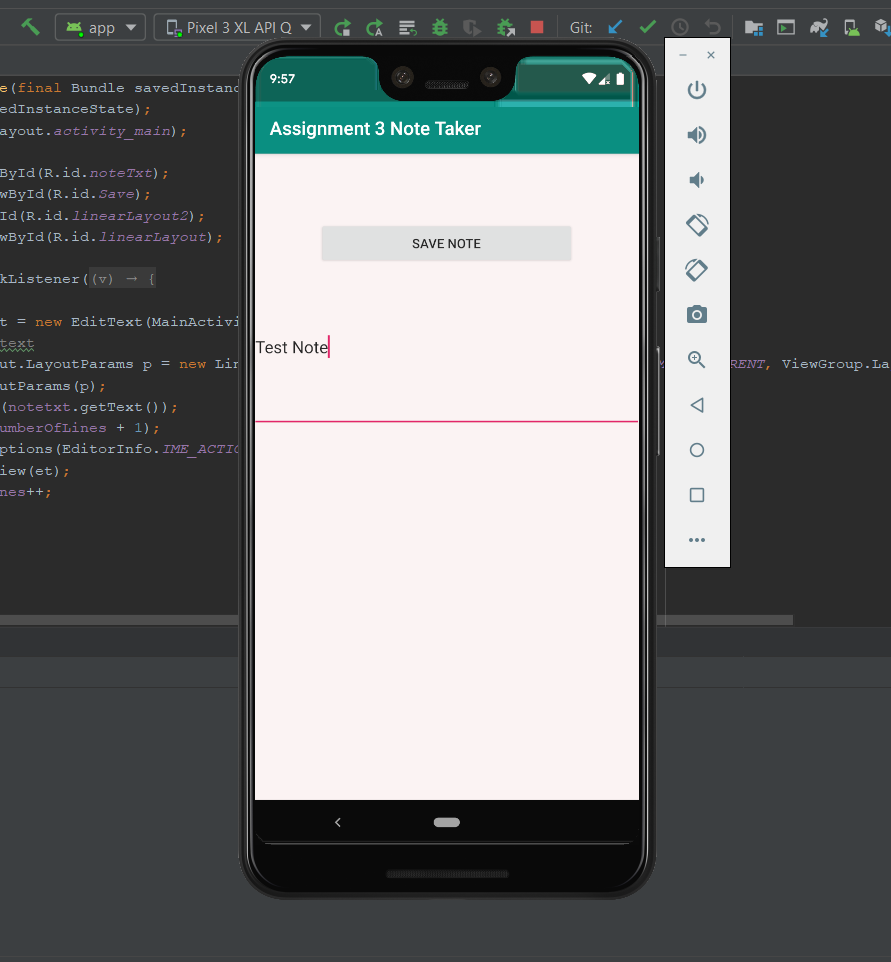 app
Pixel 3 XL API Q
Git:
9:57
Assignment 3 Note Taker
SAVE NOTE
Test Note
e(final Bundle savedInstanc
edInstanceState);
ayout.activity_main);
ById(R.id.noteTxt);
wById(R.id.Save);
Id(R.id.linearLayout2);
wById(R.id.linearLayout);
kListener((v) → {
t = new EditText(MainActivi
text
ut.LayoutParams p = new Lin
RENT, ViewGroup.La
utParams(p);
(notetxt.getText());
umberOfLines + 1);
ptions(EditorInfo.IME_ACTIO
iew(et);
nes++;